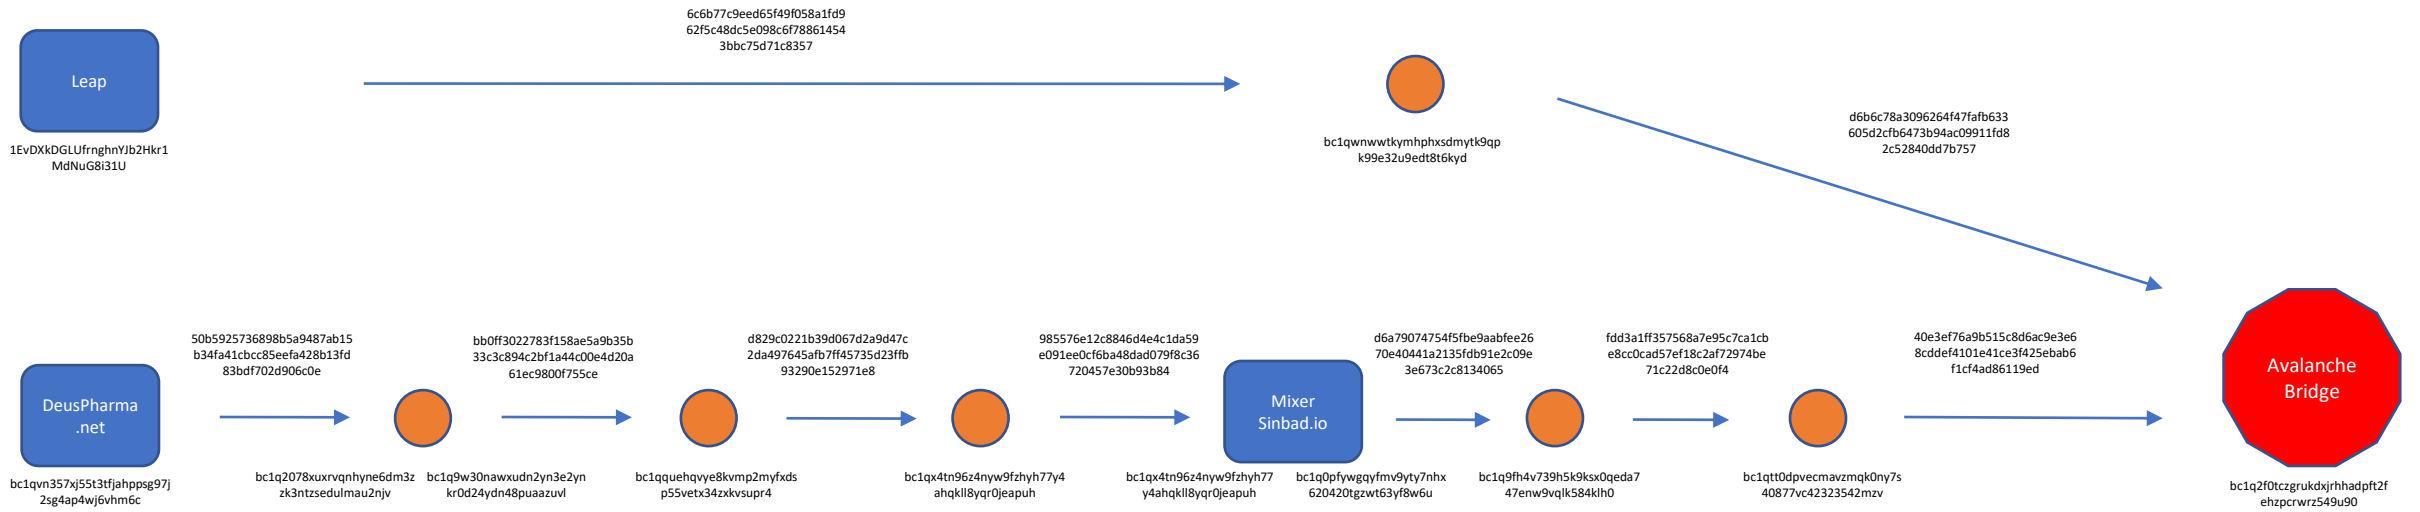 6c6b77c9eed65f49f058a1fd9
62f5c48dc5e098c6f78861454
3bbc75d71c8357
Leap
1EvDXkDGLUfrnghnYJb2Hkr1
MdNuG8i31U
bc1qwnwwtkymhphxsdmytk9qp
k99e32u9edt8t6kyd
d6b6c78a3096264f47fafb633
605d2cfb6473b94ac09911fd8
2c52840dd7b757
50b5925736898b5a9487ab15
b34fa41cbcc85eefa428b13fd
83bdf702d906c0e
bb0ff3022783f158ae5a9b35b
33c3c894c2bf1a44c00e4d20a
61ec9800f755ce
d829c0221b39d067d2a9d47c
2da497645afb7ff45735d23ffb
93290e152971e8
985576e12c8846d4e4c1da59
e091ee0cf6ba48dad079f8c36
720457e30b93b84
d6a79074754f5fbe9aabfee26
70e40441a2135fdb91e2c09e
3e673c2c8134065
fdd3a1ff357568a7e95c7ca1cb
e8cc0cad57ef18c2af72974be
71c22d8c0e0f4
40e3ef76a9b515c8d6ac9e3e6
8cddef4101e41ce3f425ebab6
f1cf4ad86119ed
DeusPharma
.net
Mixer
Sinbad.io
Avalanche
Bridge
bc1qvn357xj55t3tfjahppsg97j
2sg4ap4wj6vhm6c
bc1q2078xuxrvqnhyne6dm3z
zk3ntzsedulmau2njv
bc1q9w30nawxudn2yn3e2yn
kr0d24ydn48puaazuvl
bc1qquehqvye8kvmp2myfxds
p55vetx34zxkvsupr4
bc1qx4tn96z4nyw9fzhyh77y4
ahqkll8yqr0jeapuh
bc1qx4tn96z4nyw9fzhyh77
y4ahqkll8yqr0jeapuh
bc1q0pfywgqyfmv9yty7nhx
620420tgzwt63yf8w6u
bc1q9fh4v739h5k9ksx0qeda7
47enw9vqlk584klh0
bc1qtt0dpvecmavzmqk0ny7s
40877vc42323542mzv
bc1q2f0tczgrukdxjrhhadpft2f
ehzpcrwrz549u90